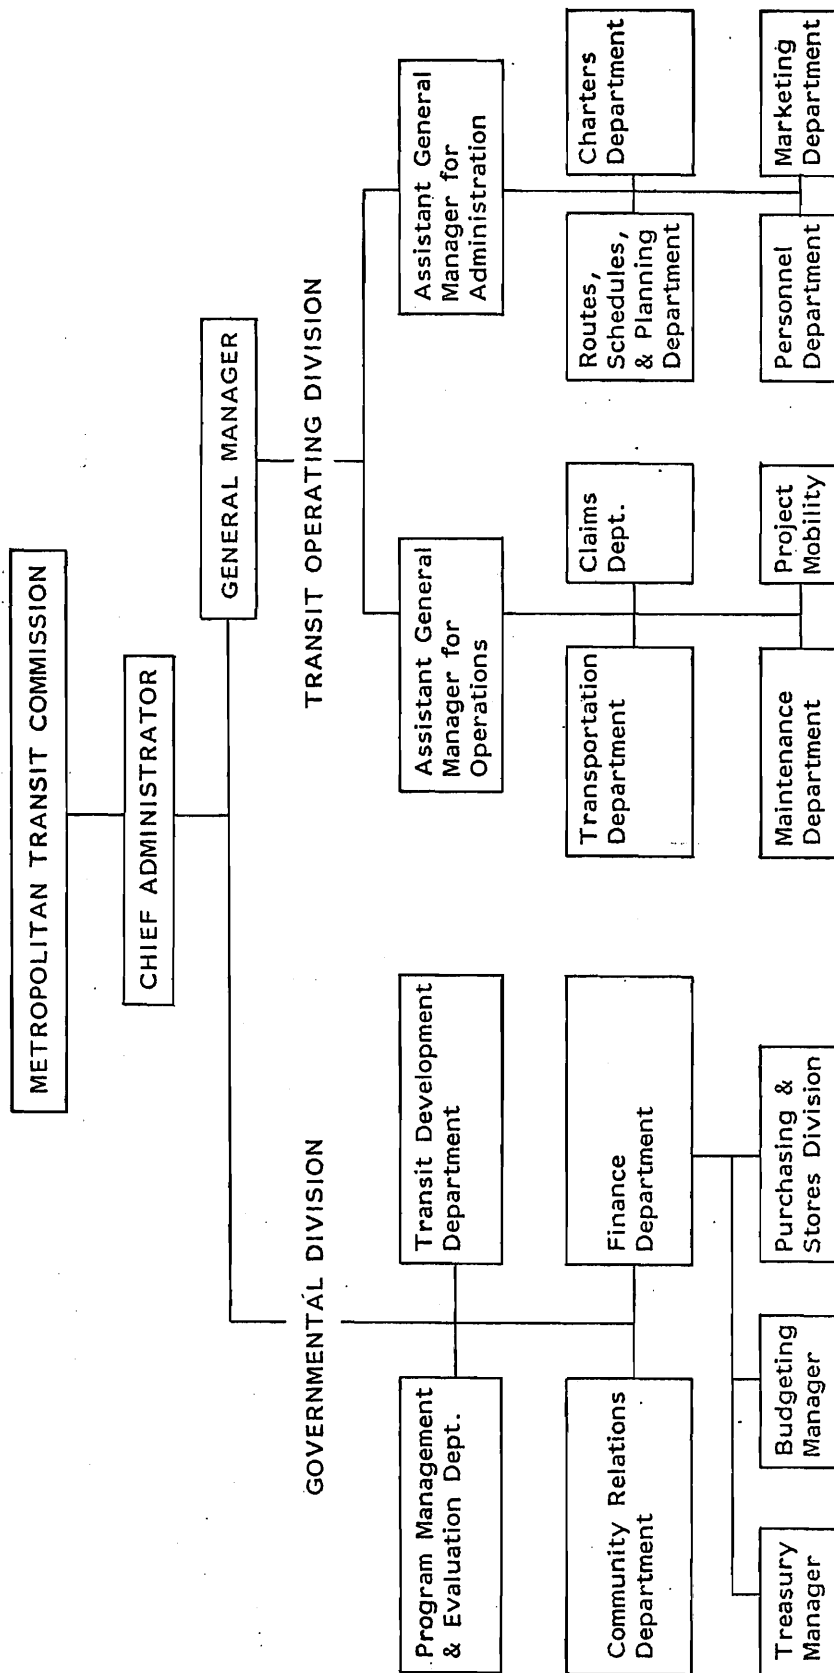 METROPOLITAN TRANSIT COMMISSION
CHIEF ADMINISTRATOR
GENERAL MANAGER
GOVERNMENTAL DIVISION
TRANSIT OPERATING DIVISION
Program Management
& Evaluation Dept.
Transit Development
Department
Assistant General
Manager for
Operations
Assistant General
Manager for
Administration
Community Relations
Department
Finance
Department
Transportation
Department
Claims
Dept.
Routes,
Schedules,
& Planning
Department
Charters
Department
Treasury
Manager
Budgeting
Manager
Purchasing &
Stores Division
Maintenance
Department
Project
Mobility
Personnel
Department
Marketing
Department